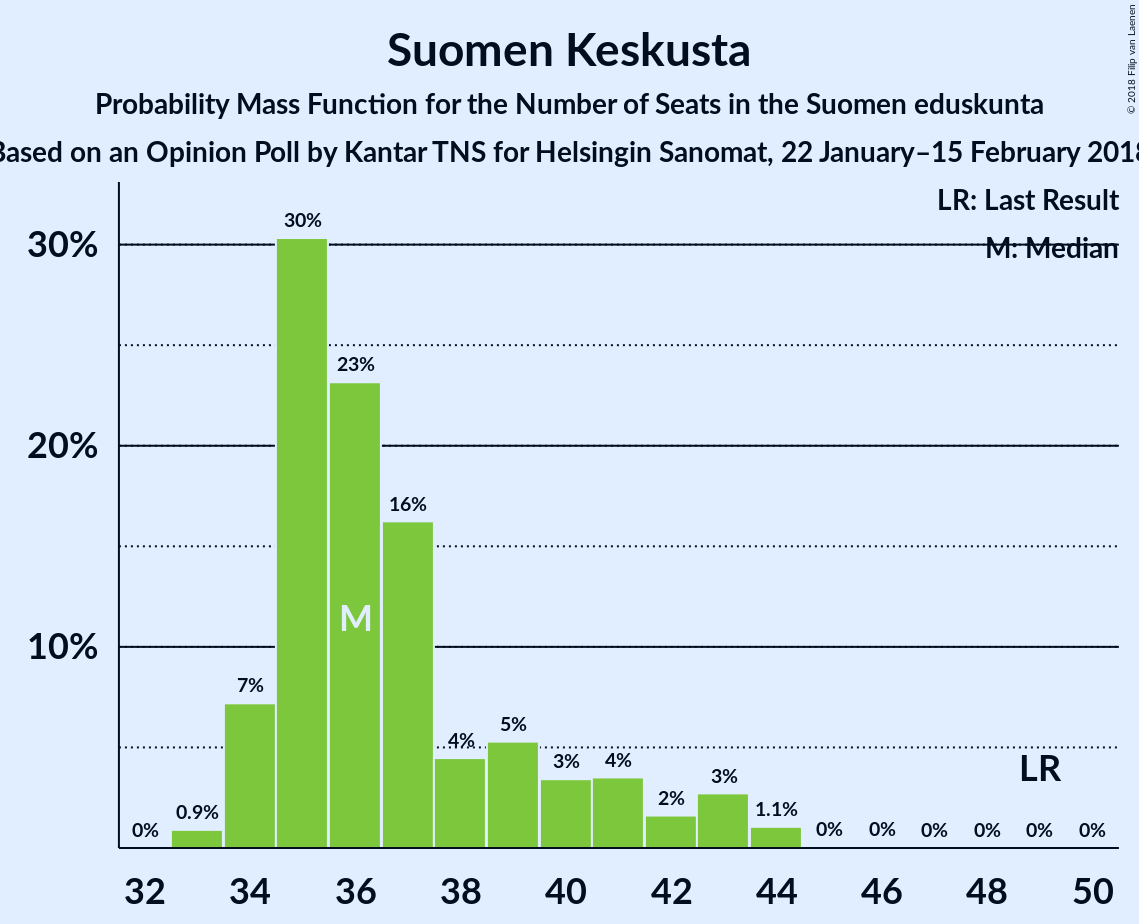 Suomen Keskusta
Probability Mass Function for the Number of Seats in the Suomen eduskunta
Based on an Opinion Poll by Kantar TNS for Helsingin Sanomat, 22 January–15 February 2018
© 2018 Filip van Laenen
LR: Last Result
M: Median
30%
20%
10%
0%
0.9%
7%
30%
23%
16%
4%
5%
3%
4%
2%
3%
1.1%
0%
0%
0%
0%
0%
0%
M
LR
32 34 36 38 40 42 44 46 48 50